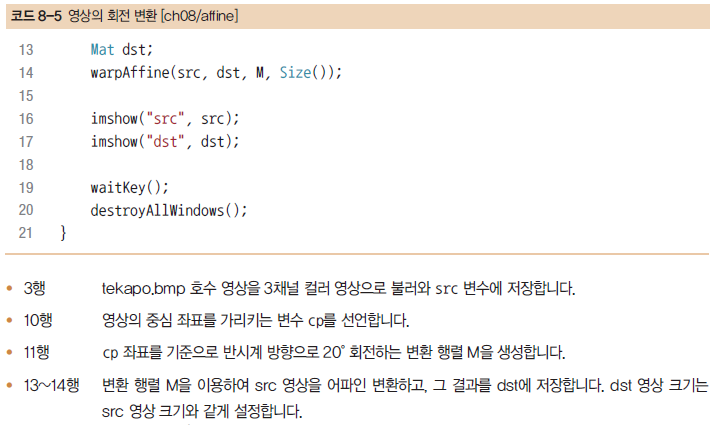 코드 8-5 영상의 회전 변환 [ch08/affine]
13 Mat dst;
14 warpAffine(src, dst, M, Size());
15
16 imshow("src", src);
17 imshow("dst", dst);
18
19 waitKey();
20 destroyAllWindows();
21 }
• 3행 tekapo.bmp 호수 영상을 3채널 컬러 영상으로 불러와 src 변수에 저장합니다.
• 10행 영상의 중심 좌표를 가리키는 변수 cp를 선언합니다.
• 11행 cp 좌표를 기준으로 반시계 방향으로 20° 회전하는 변환 행렬 M을 생성합니다.
• 13~14행 변환 행렬 M을 이용하여 src 영상을 어파인 변환하고, 그 결과를 dst에 저장합니다. dst 영상 크기는
src 영상 크기와 같게 설정합니다.